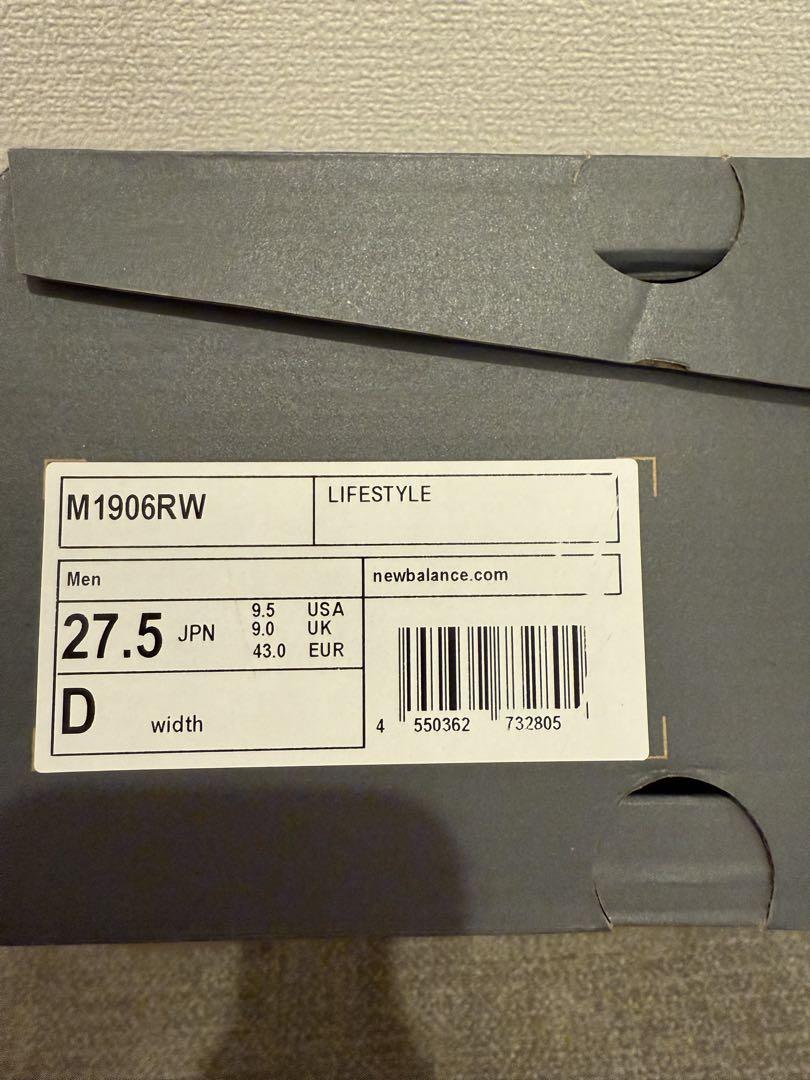 M1906RW
LIFESTYLE
Men
newbalance.com
27.5 JPN
9.5 USA
9.0 UK
43.0 EUR
D width
4 550362 732805